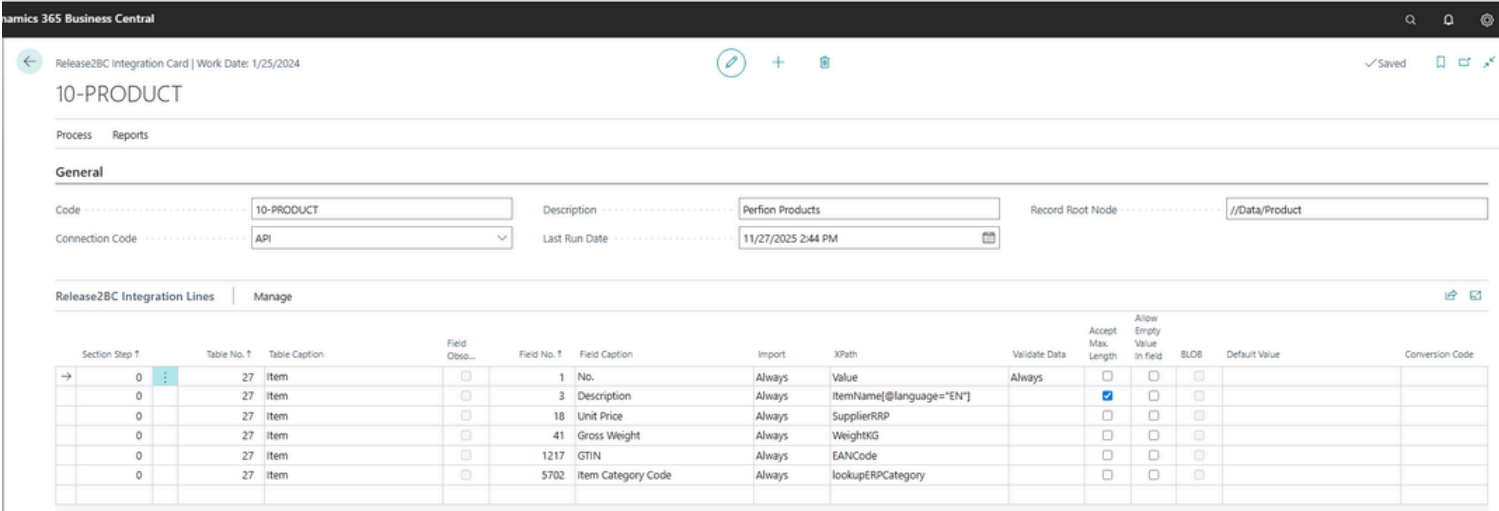 namics 365 Business Central
Release2BC Integration Card | Work Date: 1/25/2024
Saved
10-PRODUCT
Process Reports
General
Code 10-PRODUCT Description Perfion Products Record Root Node //Data/Product
Connection Code API Last Run Date 11/27/2025 2:44 PM
Release2BC Integration Lines Manage
Section Step ↑ Table No. ↑ Table Caption Field Obso... Field No. ↑ Field Caption Import XPath Validate Data Accept Max. Length Allow Empty Value in field BLOB Default Value Conversion Code
0 27 Item 1 No. Always Value Always
0 27 Item 3 Description Always ItemName[@language="EN"]
0 27 Item 18 Unit Price Always SupplierRRP
0 27 Item 41 Gross Weight Always WeightKG
0 27 Item 1217 GTIN Always EANCode
0 27 Item 5702 Item Category Code Always lookupERPCategory